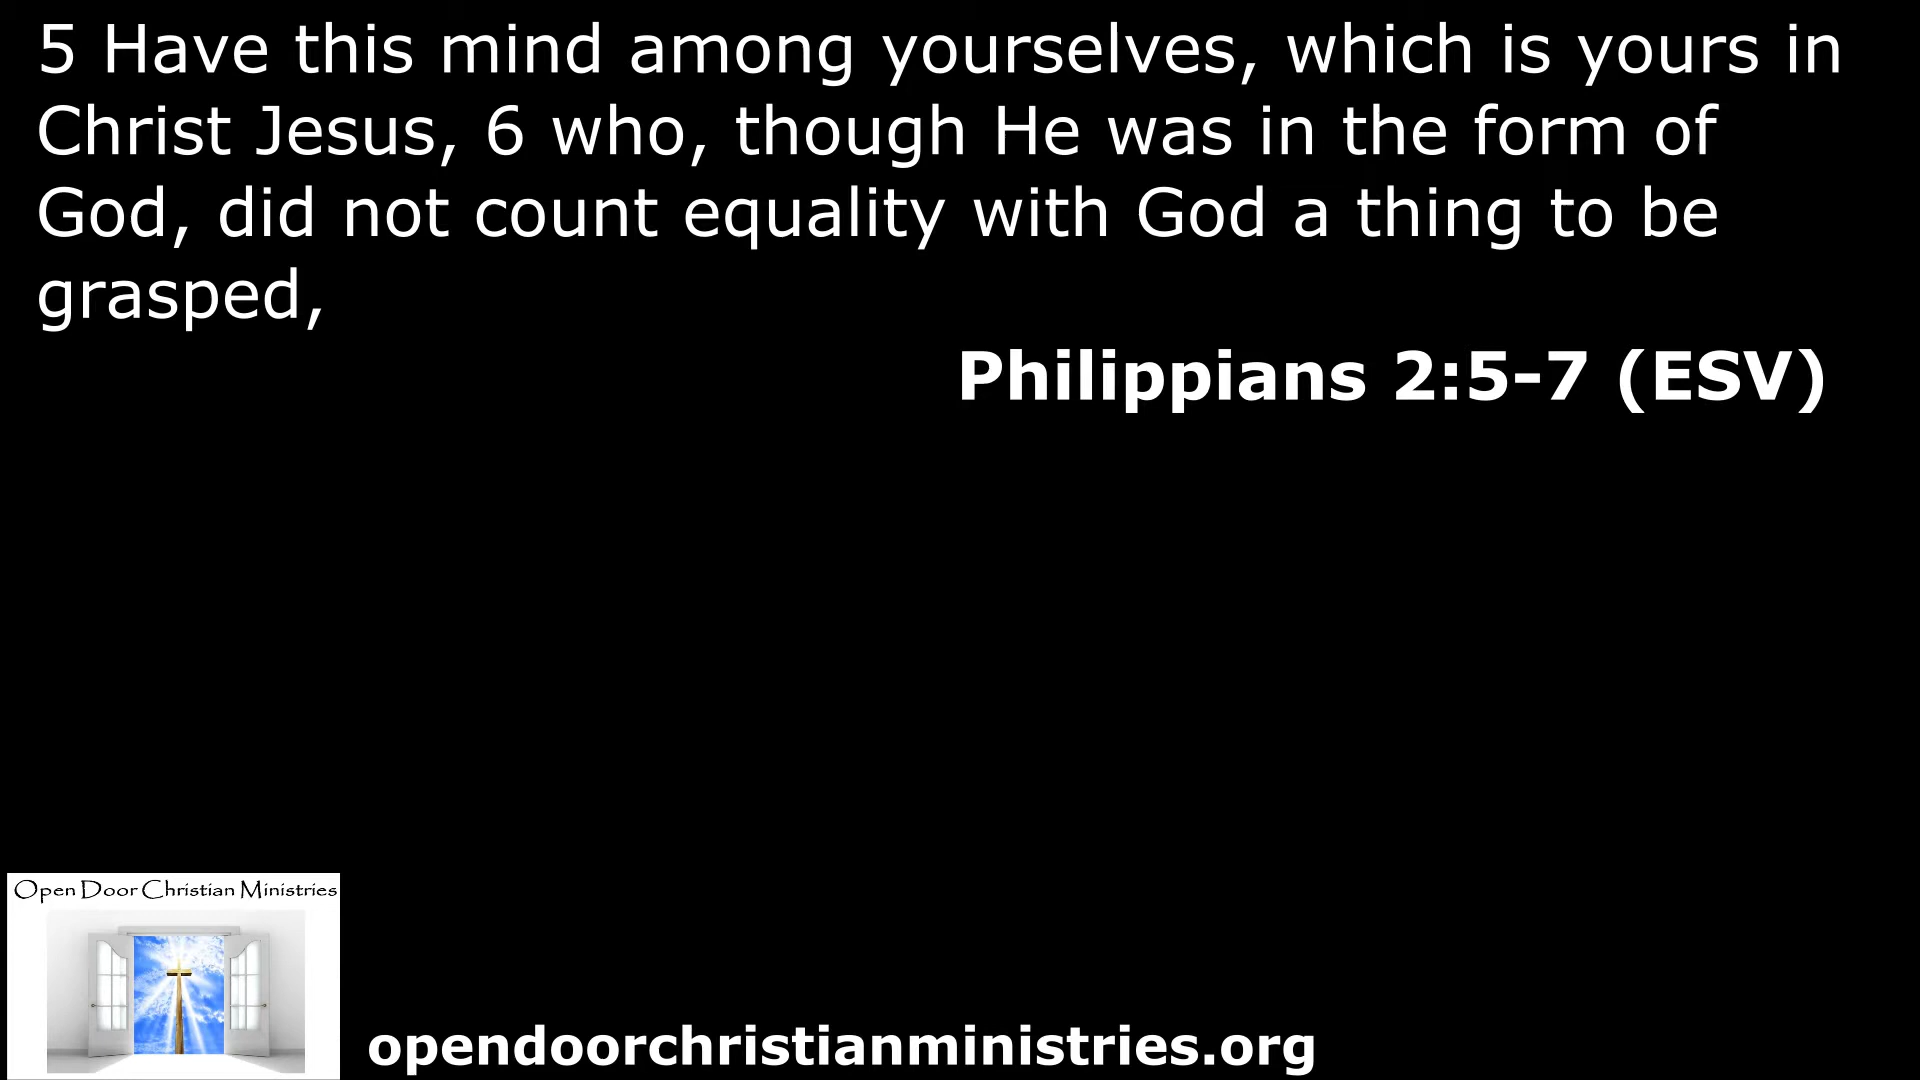 5 Have this mind among yourselves, which is yours in
Christ Jesus, 6 who, though He was in the form of
God, did not count equality with God a thing to be
grasped,
Philippians 2:5-7 (ESV)
Open Door Christian Ministries
opendoorchristianministries.org